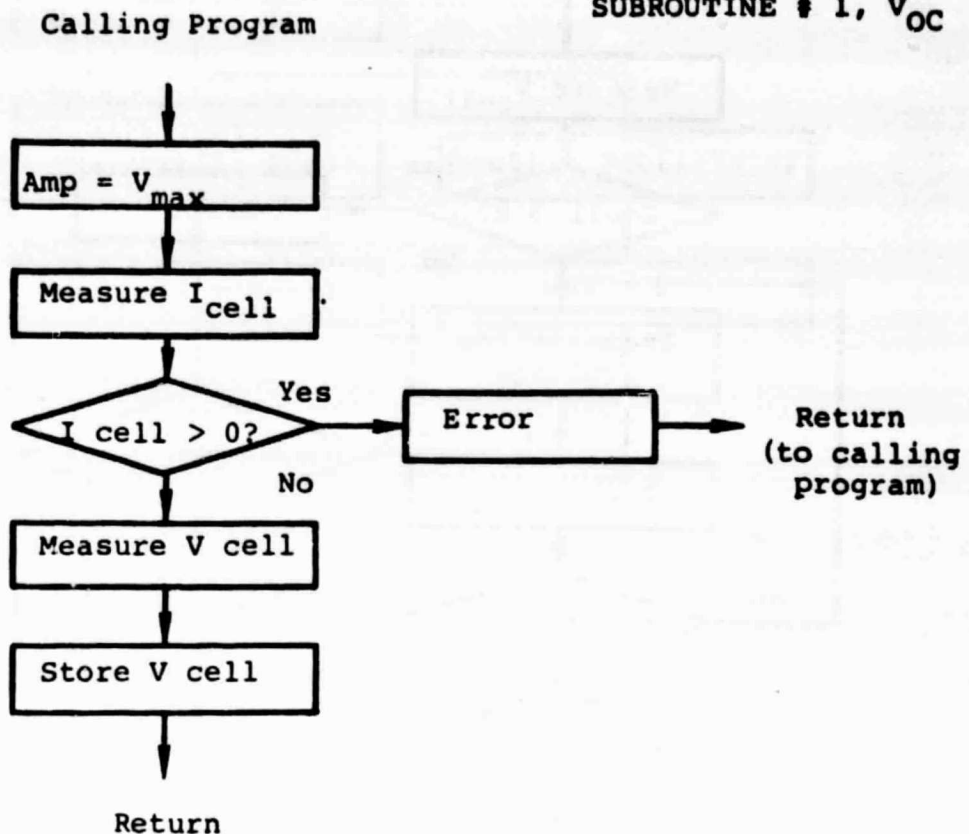 SUBROUTINE # 1, VOC
Calling Program
Amp = Vmax
Measure Icell
I cell > 0?
Yes
No
Error
Return
(to calling
program)
Measure V cell
Store V cell
Return